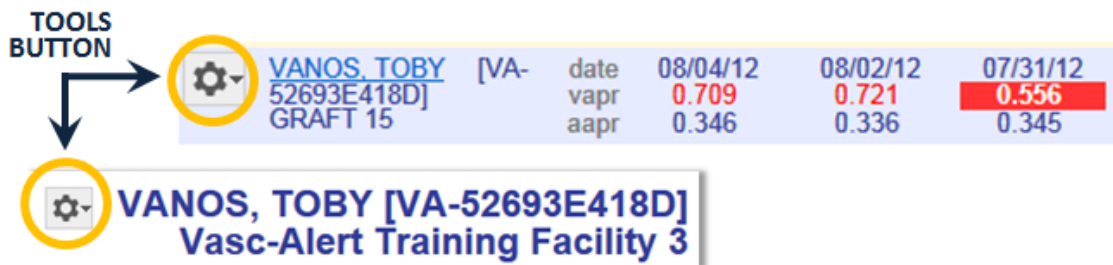 TOOLS
BUTTON
VANOS, TOBY [VA- date 08/04/12 08/02/12 07/31/12
52693E418D] vapr 0.709 0.721 0.556
GRAFT 15 aapr 0.346 0.336 0.345
VANOS, TOBY [VA-52693E418D]
Vasc-Alert Training Facility 3